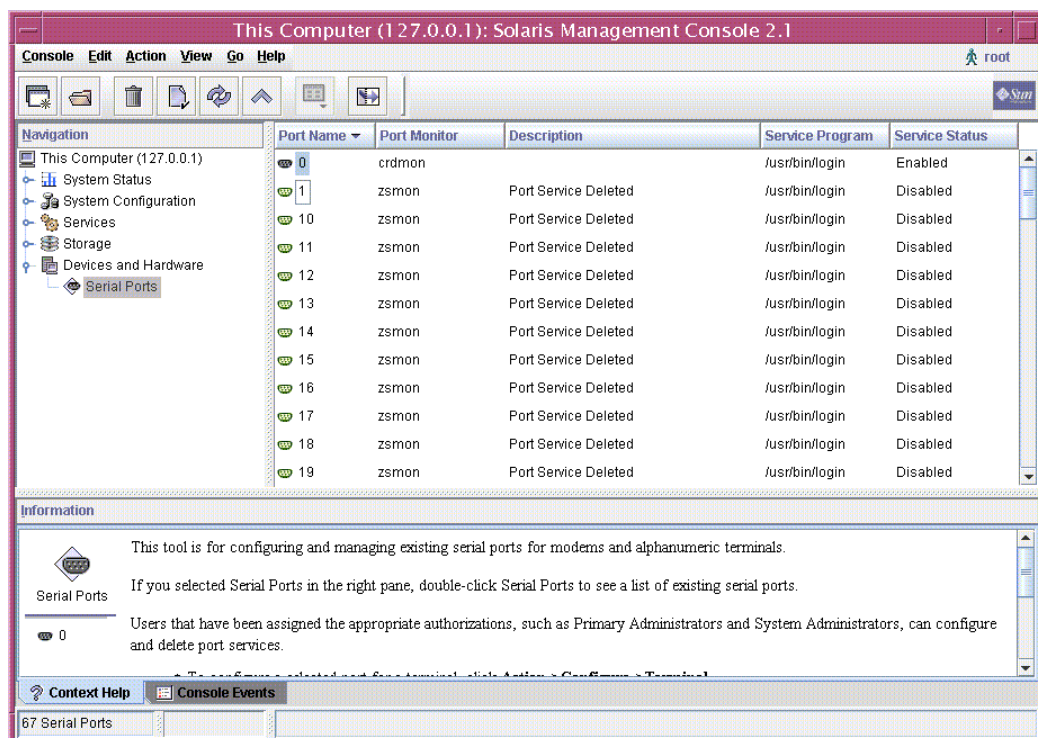 This Computer (127.0.0.1): Solaris Management Console 2.1
Console Edit Action View Go Help root
Sun
Navigation
This Computer (127.0.0.1)
System Status
System Configuration
Services
Storage
Devices and Hardware
Serial Ports
Port Name Port Monitor Description Service Program Service Status
0 crdmon /usr/bin/login Enabled
1 zsmon Port Service Deleted /usr/bin/login Disabled
10 zsmon Port Service Deleted /usr/bin/login Disabled
11 zsmon Port Service Deleted /usr/bin/login Disabled
12 zsmon Port Service Deleted /usr/bin/login Disabled
13 zsmon Port Service Deleted /usr/bin/login Disabled
14 zsmon Port Service Deleted /usr/bin/login Disabled
15 zsmon Port Service Deleted /usr/bin/login Disabled
16 zsmon Port Service Deleted /usr/bin/login Disabled
17 zsmon Port Service Deleted /usr/bin/login Disabled
18 zsmon Port Service Deleted /usr/bin/login Disabled
19 zsmon Port Service Deleted /usr/bin/login Disabled
Information
Serial Ports
0
This tool is for configuring and managing existing serial ports for modems and alphanumeric terminals.
If you selected Serial Ports in the right pane, double-click Serial Ports to see a list of existing serial ports.
Users that have been assigned the appropriate authorizations, such as Primary Administrators and System Administrators, can configure
and delete port services.
To configure a selected port for a terminal, click Action > Configure > Terminal
Context Help Console Events
67 Serial Ports